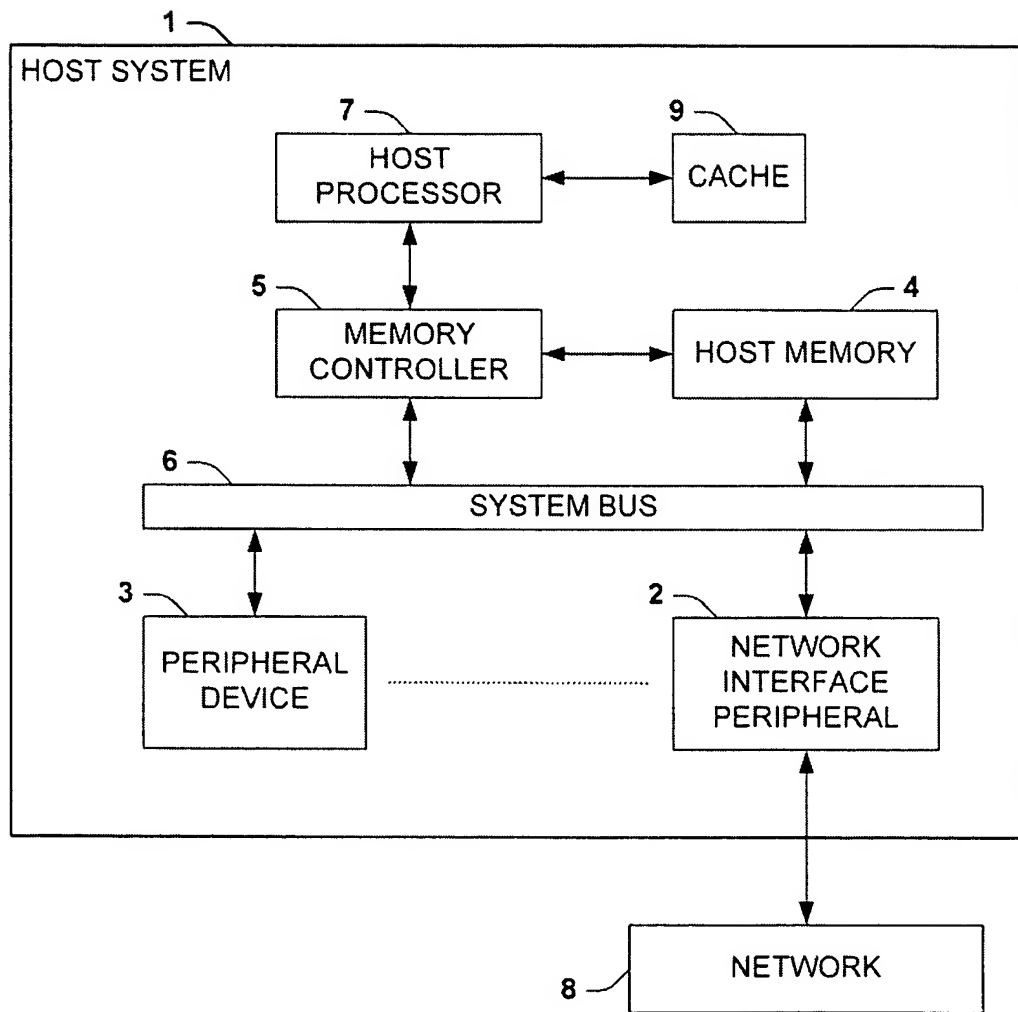 1
HOST SYSTEM
7
HOST
PROCESSOR
9
CACHE
5
MEMORY
CONTROLLER
4
HOST MEMORY
6
SYSTEM BUS
3
PERIPHERAL
DEVICE
2
NETWORK
INTERFACE
PERIPHERAL
NETWORK
8